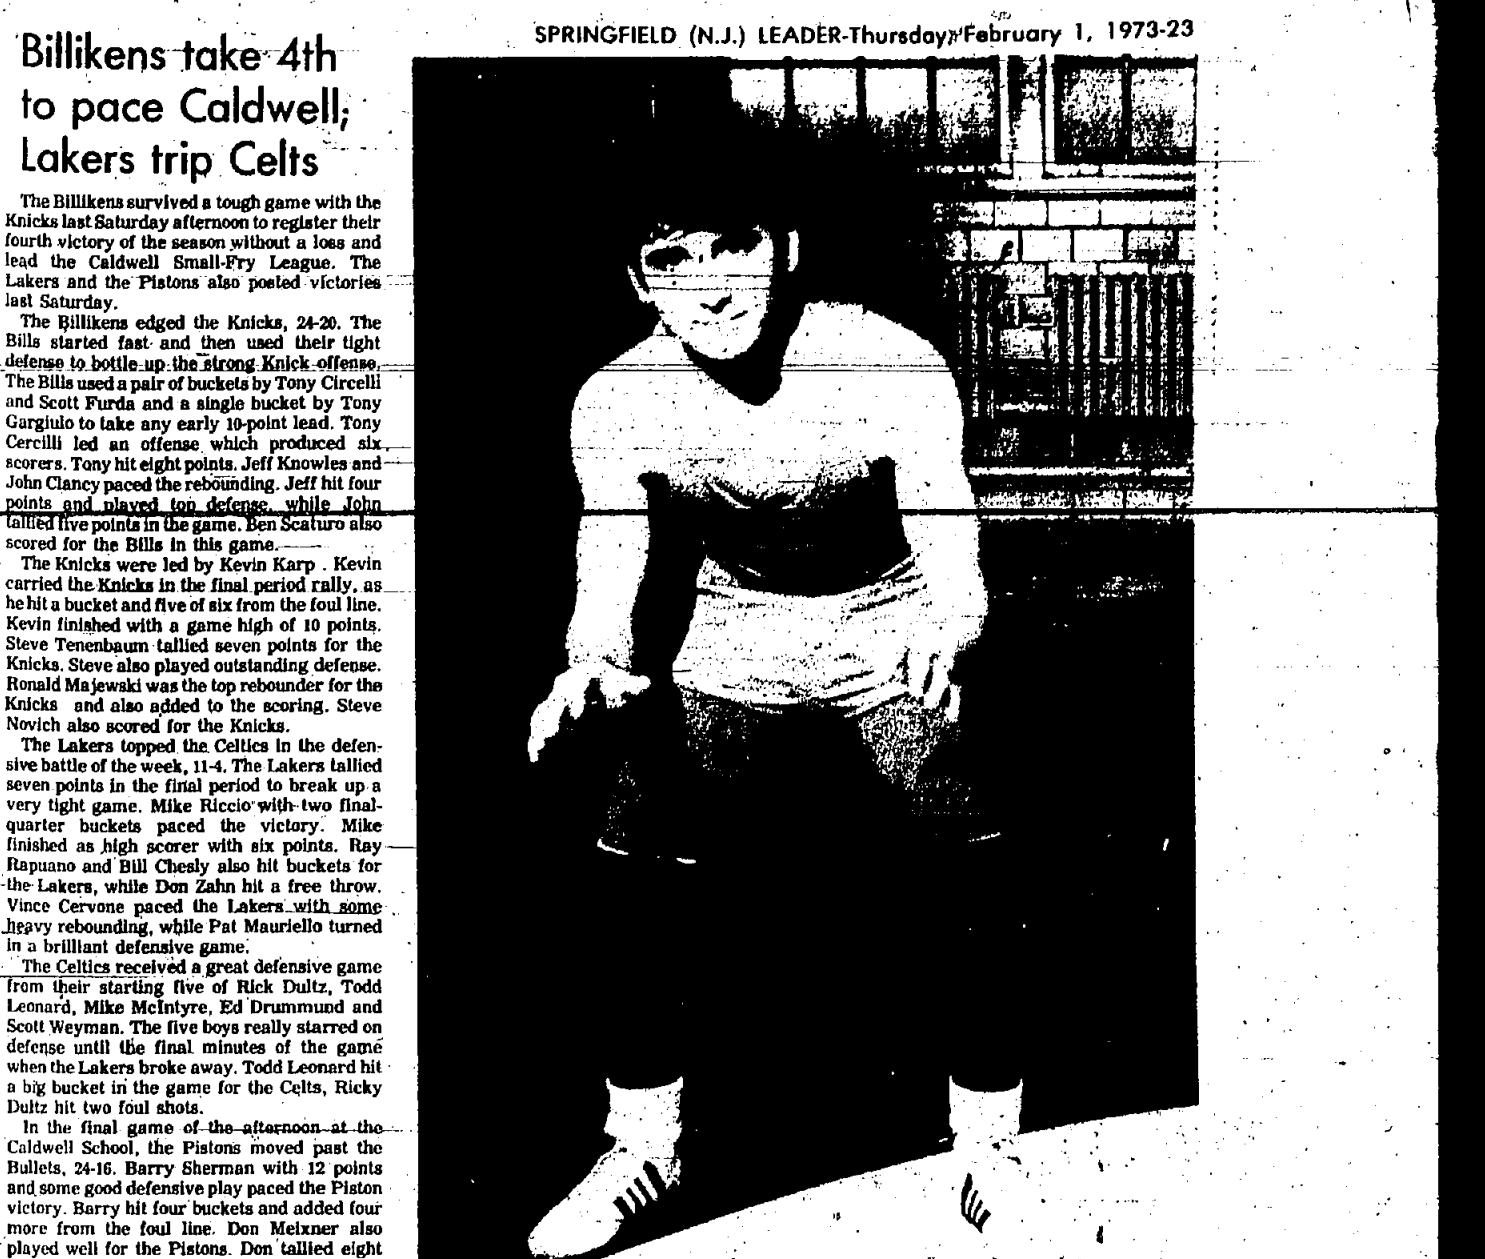 SPRINGFIELD (N.J.) LEADER-Thursday, February 1, 1973-23
Billikens take 4th
to pace Caldwell;
Lakers trip Celts
The Billikens survived a tough game with the
Knicks last Saturday afternoon to register their
fourth victory of the season without a loss and
lead the Caldwell Small-Fry League. The
Lakers and the Pistons also posted victories
last Saturday.
The Billikens edged the Knicks, 24-20. The
Bills started fast and then used their tight
defense to bottle up the strong Knick offense.
The Bills used a pair of buckets by Tony Circelli
and Scott Furda and a single bucket by Tony
Gargiulo to take any early 10-point lead. Tony
Cercilli led an offense which produced six
scorers. Tony hit eight points. Jeff Knowles and
John Clancy paced the rebounding. Jeff hit four
points and played top defense, while John
tallied five points in the game. Ben Scaturo also
scored for the Bills in this game.
The Knicks were led by Kevin Karp . Kevin
carried the Knicks in the final period rally, as
he hit a bucket and five of six from the foul line.
Kevin finished with a game high of 10 points.
Steve Tenenbaum tallied seven points for the
Knicks. Steve also played outstanding defense.
Ronald Majewski was the top rebounder for the
Knicks and also added to the scoring. Steve
Novich also scored for the Knicks.
The Lakers topped the Celtics in the defen-
sive battle of the week, 11-4. The Lakers tallied
seven points in the final period to break up a
very tight game. Mike Riccio with two final-
quarter buckets paced the victory. Mike
finished as high scorer with six points. Ray
Rapuano and Bill Chesly also hit buckets for
the Lakers, while Don Zahn hit a free throw.
Vince Cervone paced the Lakers with some
heavy rebounding, while Pat Mauriello turned
in a brilliant defensive game.
The Celtics received a great defensive game
from their starting five of Rick Dultz, Todd
Leonard, Mike McIntyre, Ed Drummund and
Scott Weyman. The five boys really starred on
defense until the final minutes of the game
when the Lakers broke away. Todd Leonard hit
a big bucket in the game for the Celts, Ricky
Dultz hit two foul shots.
In the final game of the afternoon at the
Caldwell School, the Pistons moved past the
Bullets, 24-16. Barry Sherman with 12 points
and some good defensive play paced the Piston
victory. Barry hit four buckets and added four
more from the foul line. Don Meixner also
played well for the Pistons. Don tallied eight